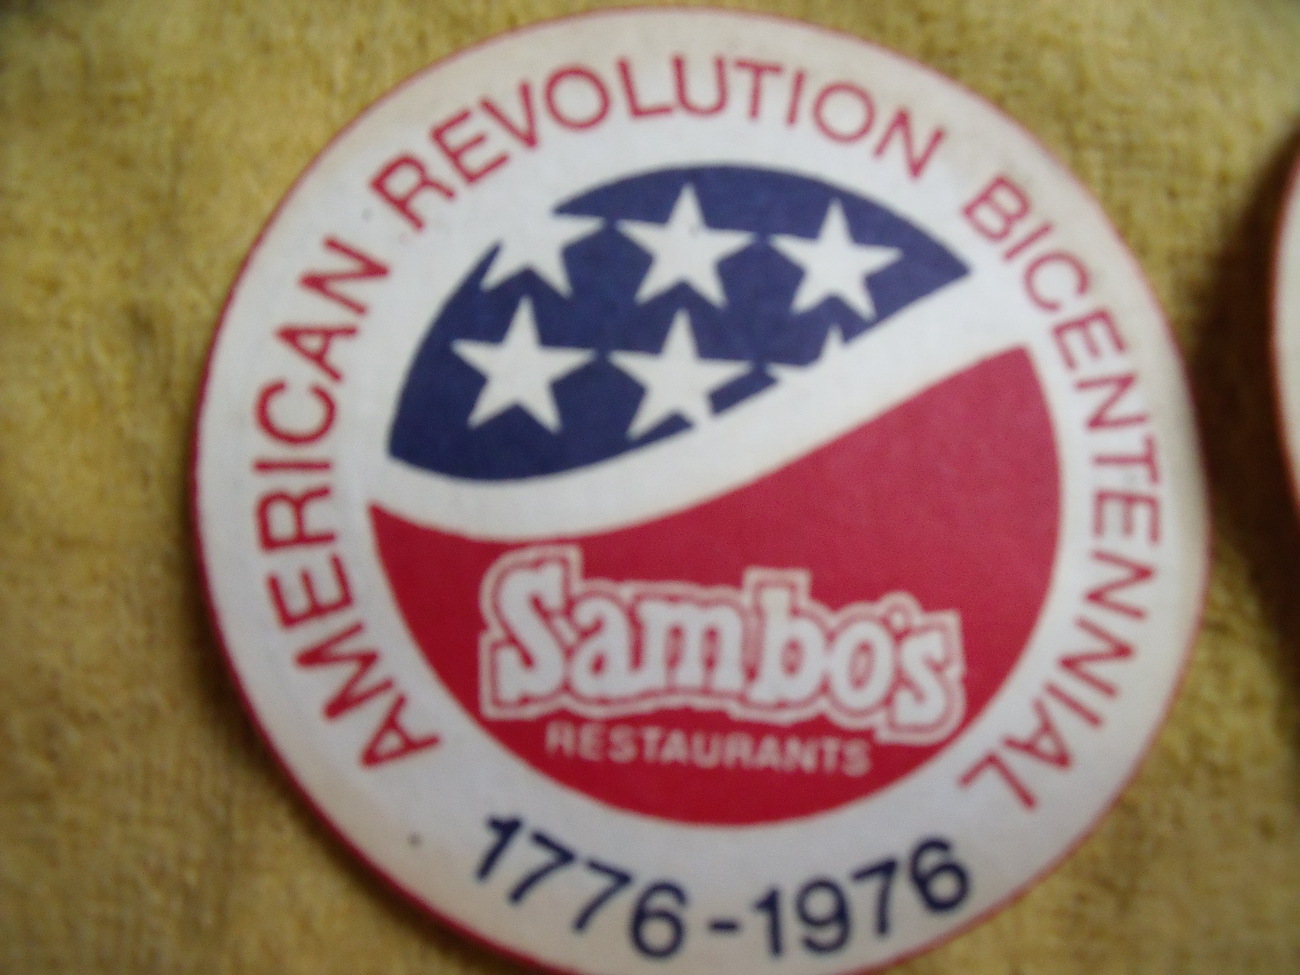 AMERICAN REVOLUTION BICENTENNIAL
Sambo's
RESTAURANTS
1776-1976